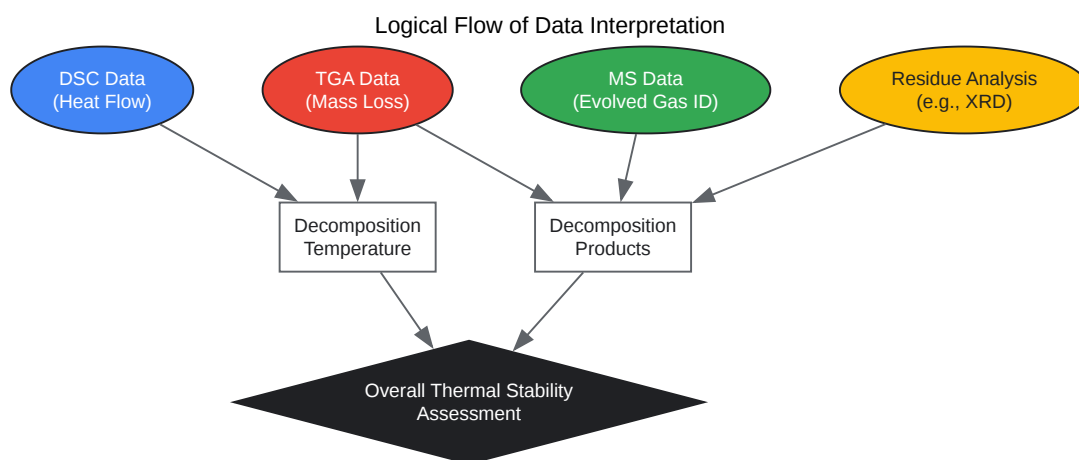 Logical Flow of Data Interpretation
DSC Data
(Heat Flow)
TGA Data
(Mass Loss)
MS Data
(Evolved Gas ID)
Residue Analysis
(e.g., XRD)
Decomposition
Temperature
Decomposition
Products
Overall Thermal Stability
Assessment